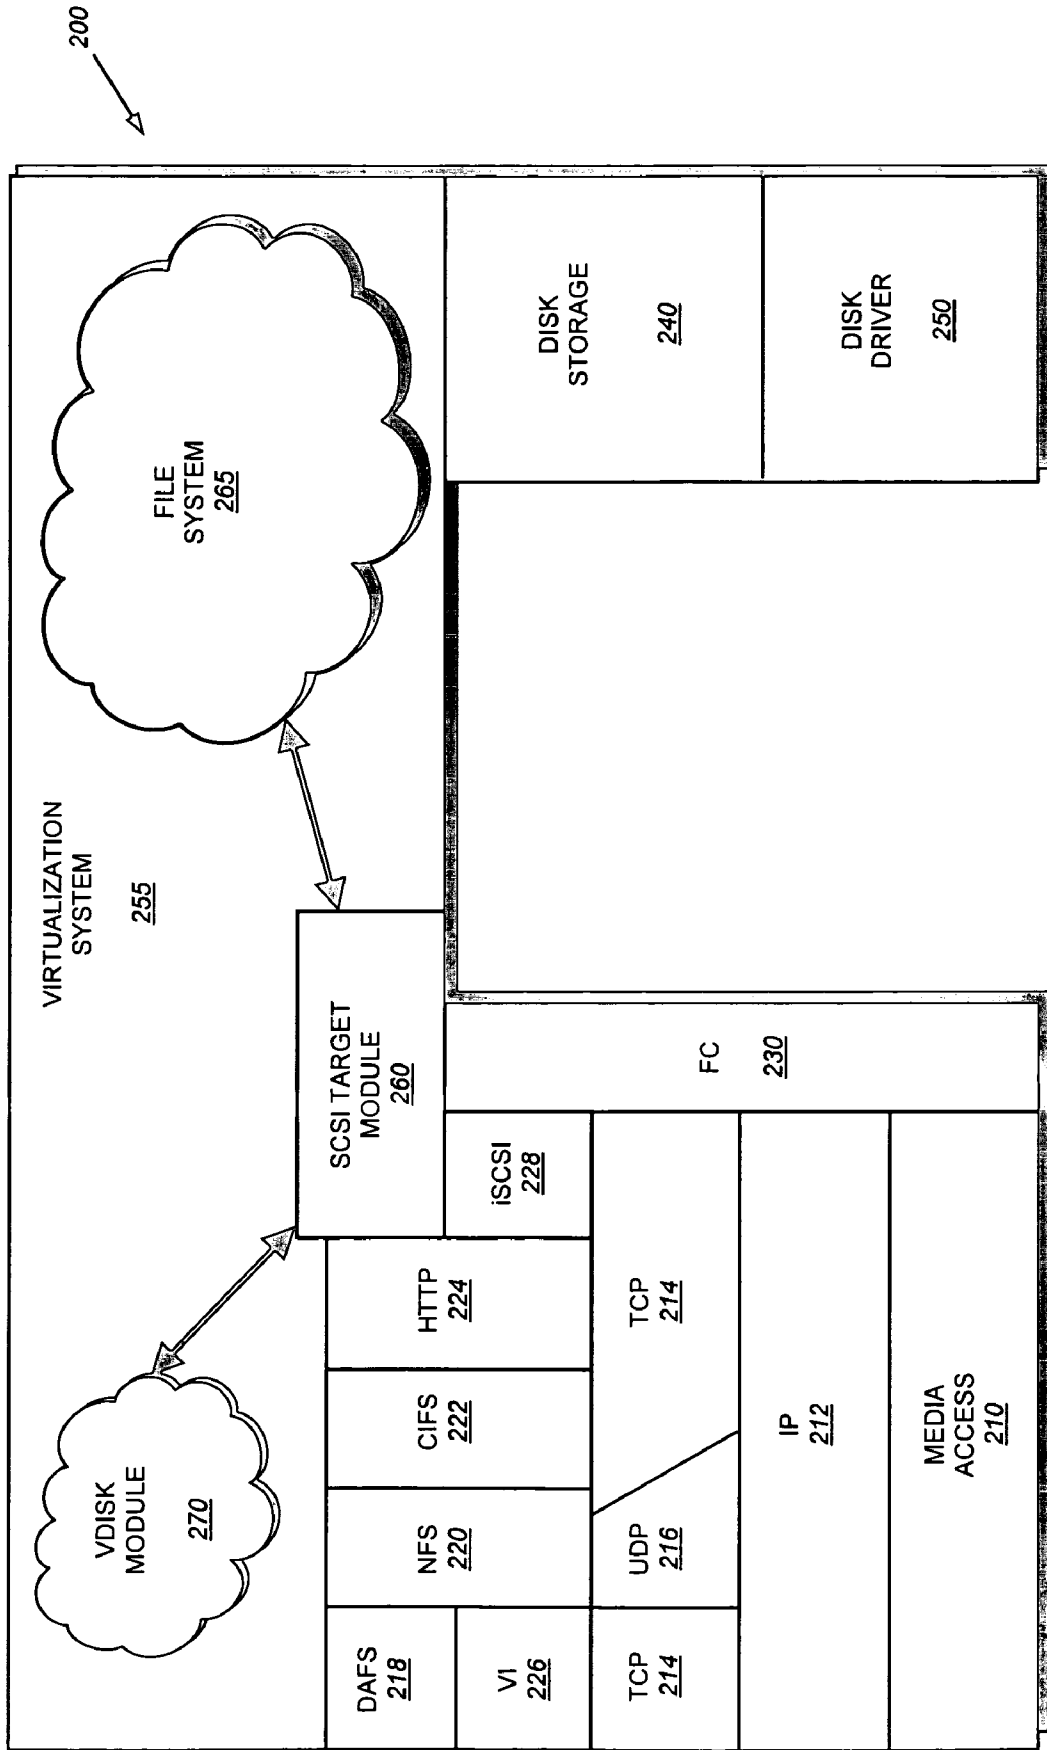 200
VIRTUALIZATION
SYSTEM
255
VDISK
MODULE
270
FILE
SYSTEM
265
SCSI TARGET
MODULE
260
DAFS
218
VI
226
NFS
220
CIFS
222
HTTP
224
iSCSI
228
TCP
214
UDP
216
TCP
214
IP
212
MEDIA
ACCESS
210
FC
230
DISK
STORAGE
240
DISK
DRIVER
250